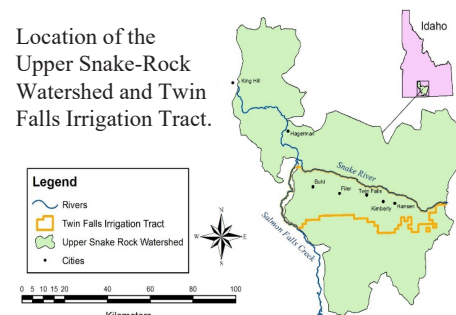 Location of the
Upper Snake-Rock
Watershed and Twin
Falls Irrigation Tract.
Idaho
King Hill
Hagerman
Snake River
Buhl
Filer
Twin Falls
Kimberly
Hansen
Salmon Falls Creek
Legend
Rivers
Twin Falls Irrigation Tract
Upper Snake Rock Watershed
Cities
N
W E
S
0 5 10 15 20 40 60 80 100
Kilometers